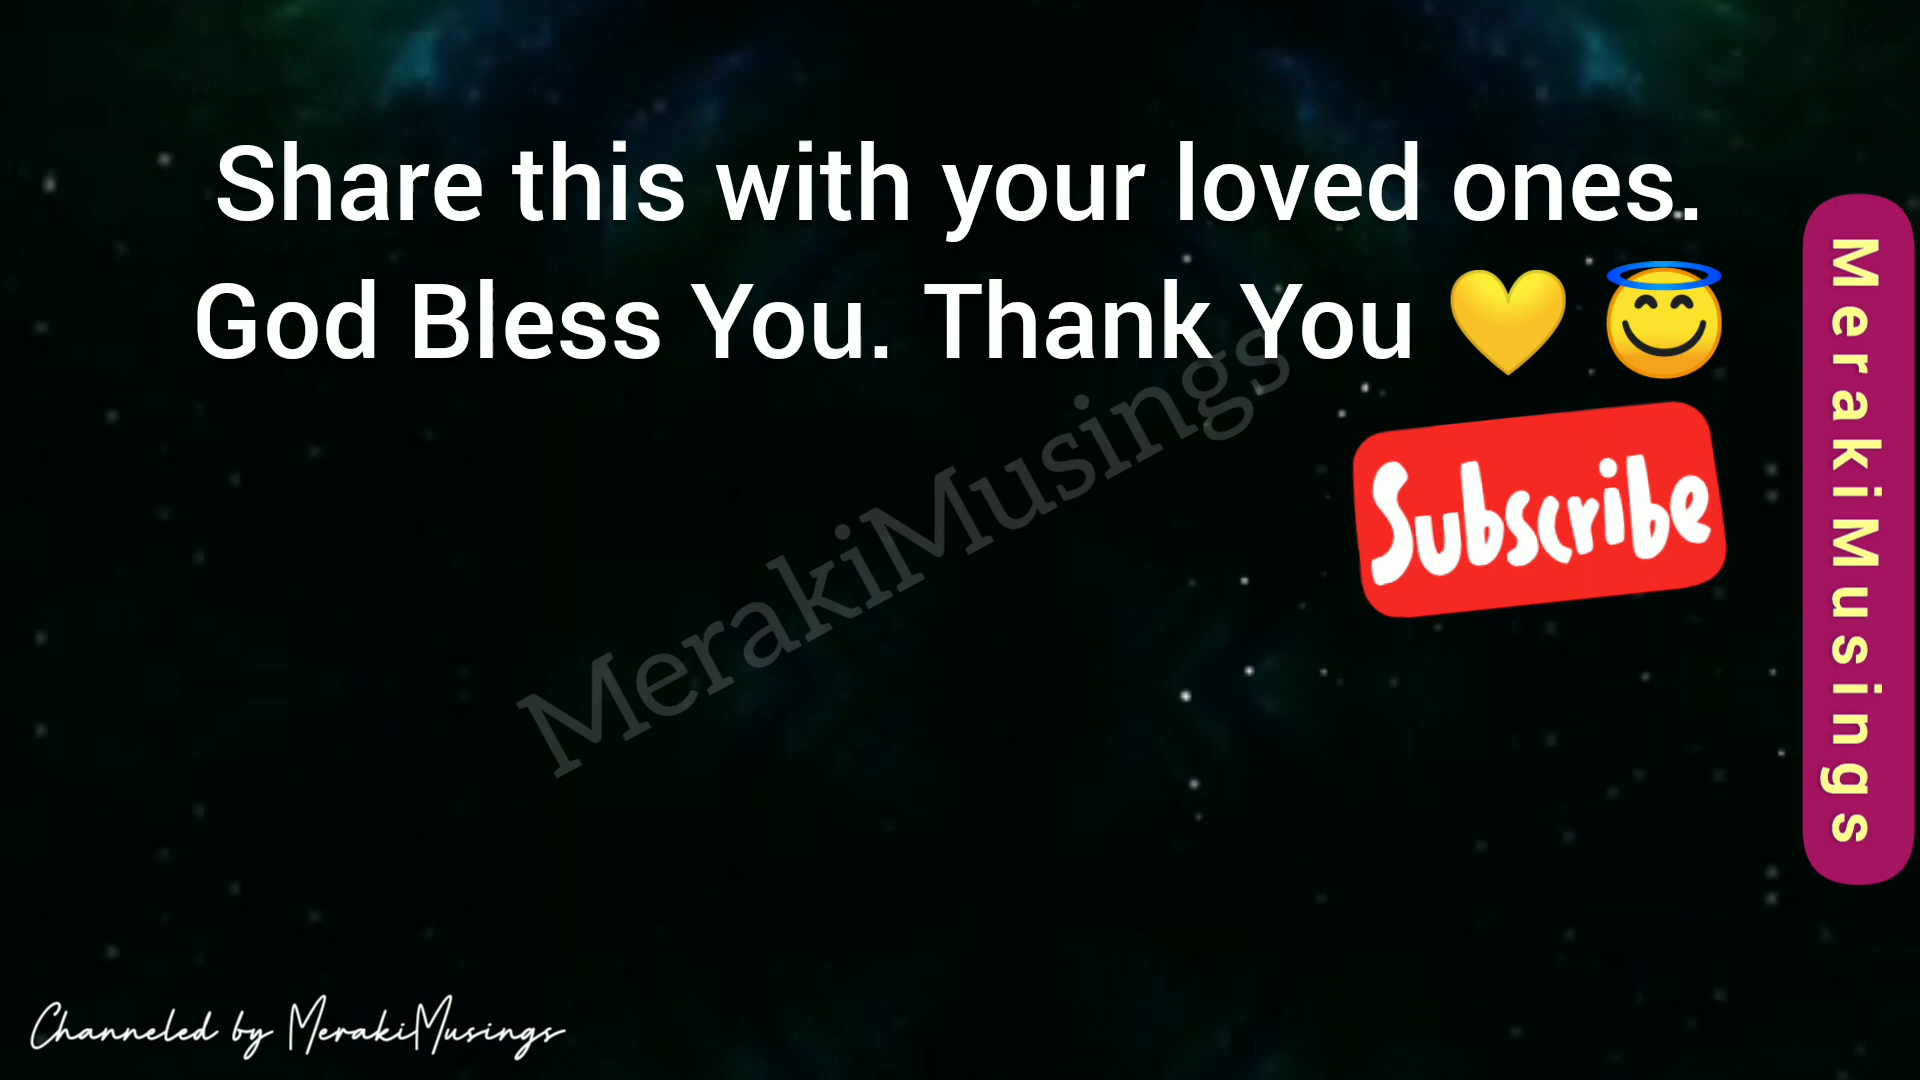 Share this with your loved ones.
God Bless You. Thank You 💛 😇
Subscribe
MerakiMusings
MerakiMusings
Channeled by MerakiMusings